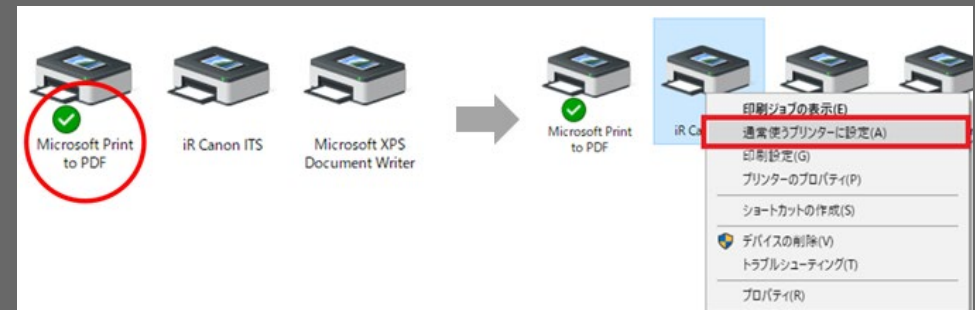 Microsoft Print
to PDF
iR Canon ITS
Microsoft XPS
Document Writer
Microsoft Print
to PDF
iR Ca
印刷ジョブの表示(E)
通常使うプリンターに設定(A)
印刷設定(G)
プリンターのプロパティ(P)
ショートカットの作成(S)
デバイスの削除(V)
トラブルシューティング(T)
プロパティ(R)